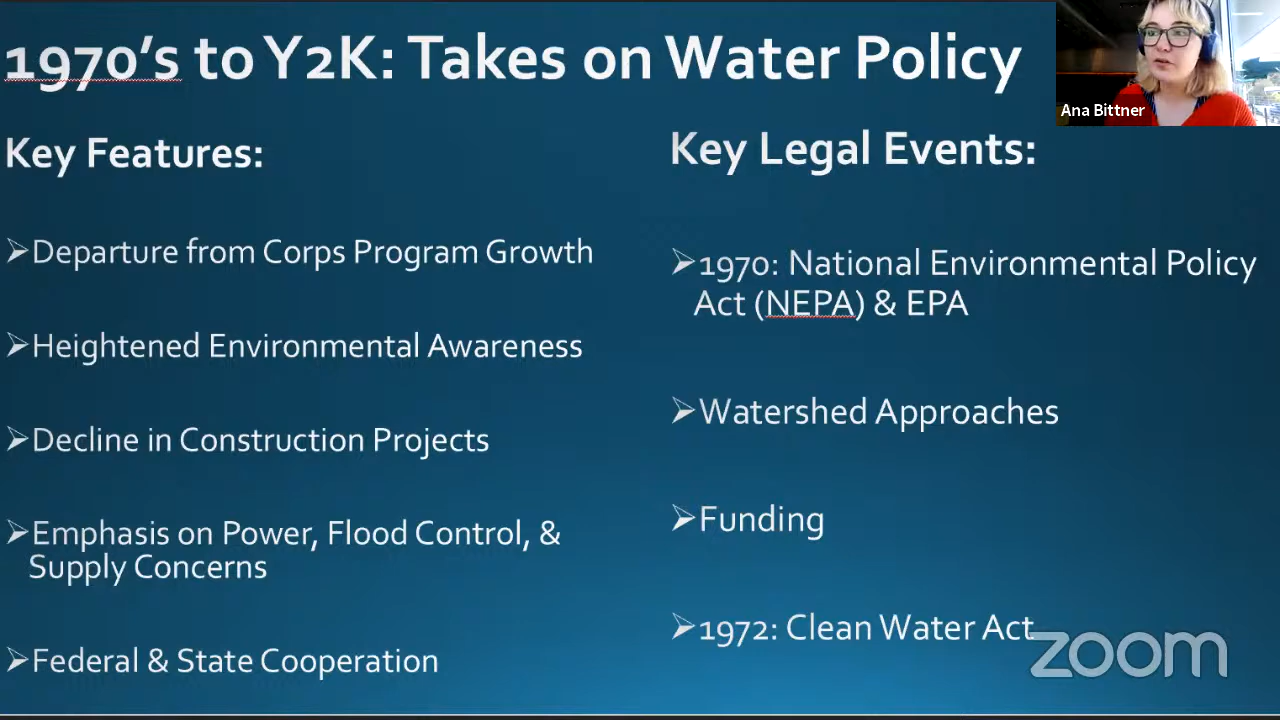 1970's to Y2K: Takes on Water Policy
Ana Bittner
Key Features:
➢Departure from Corps Program Growth
➢Heightened Environmental Awareness
➢Decline in Construction Projects
➢Emphasis on Power, Flood Control, &
Supply Concerns
➢Federal & State Cooperation
Key Legal Events:
➢1970: National Environmental Policy
Act (NEPA) & EPA
➢Watershed Approaches
➢Funding
➢1972: Clean Water Act
zoom